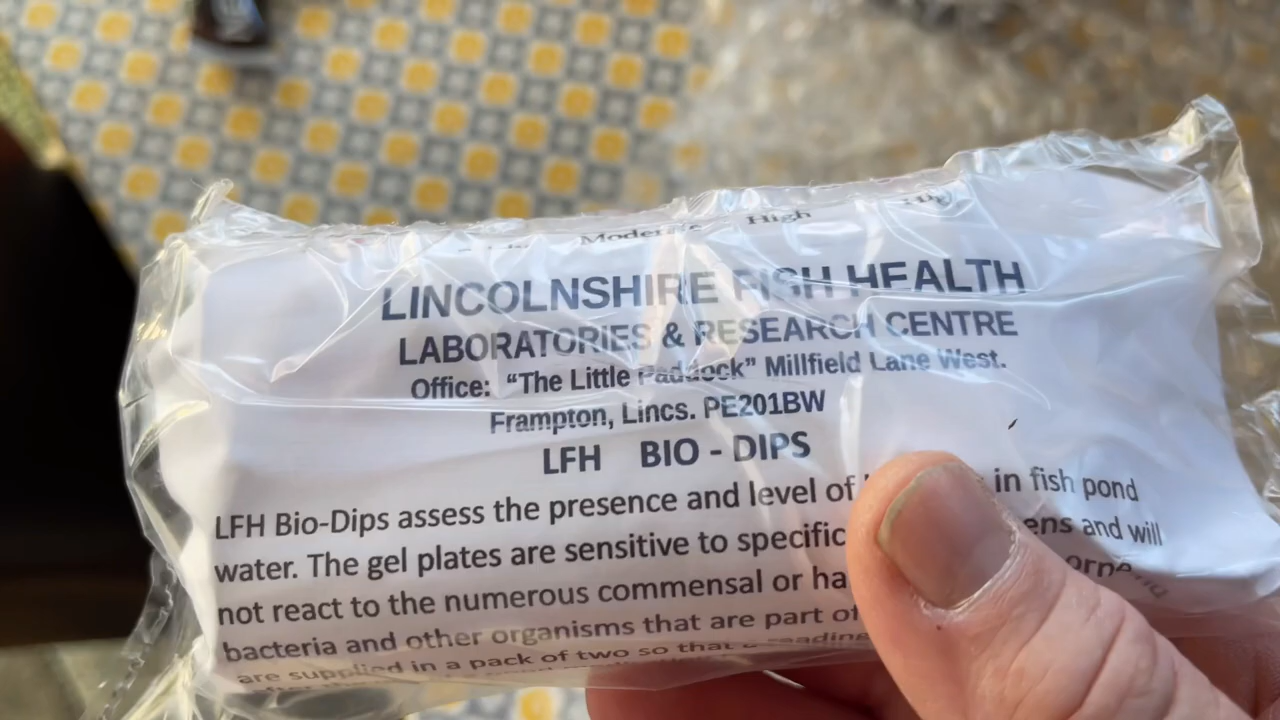 High
LINCOLNSHIRE FISH HEALTH
LABORATORIES & RESEARCH CENTRE
Office: “The Little Paddock” Millfield Lane West.
Frampton, Lincs. PE201BW
LFH BIO - DIPS
LFH Bio-Dips assess the presence and level of in fish pond
water. The gel plates are sensitive to specific and will
not react to the numerous commensal or
bacteria and other organisms that are part of
are supplied in a pack of two so that